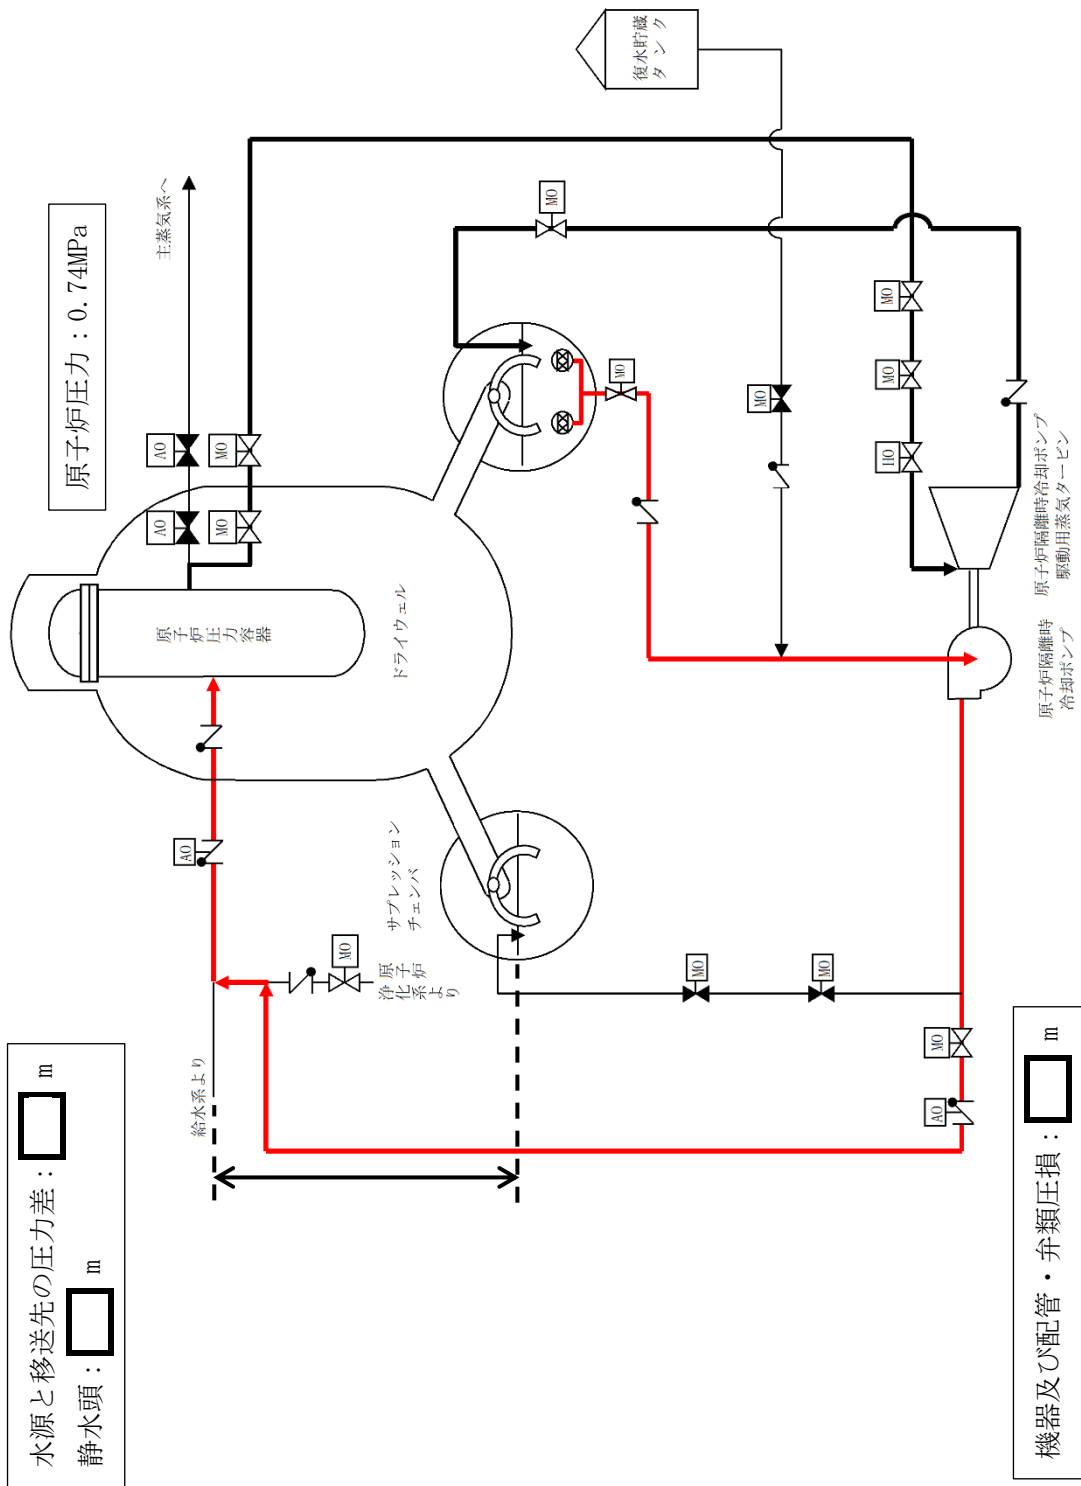 原子炉圧力：0.74MPa
主蒸気系へ
AO
AO
MO
MO
復水貯蔵
タンク
MO
MO
MO
MO
MO
HO
原子炉隔離時冷却ポンプ
駆動用蒸気タービン
原子炉隔離時
冷却ポンプ
原子炉圧力容器
ドライウェル
サプレッション
チェンバ
AO
MO
原子炉
浄化系より
給水系より
MO
MO
MO
AO
水源と移送先の圧力差： m
静水頭： m
機器及び配管・弁類圧損： m